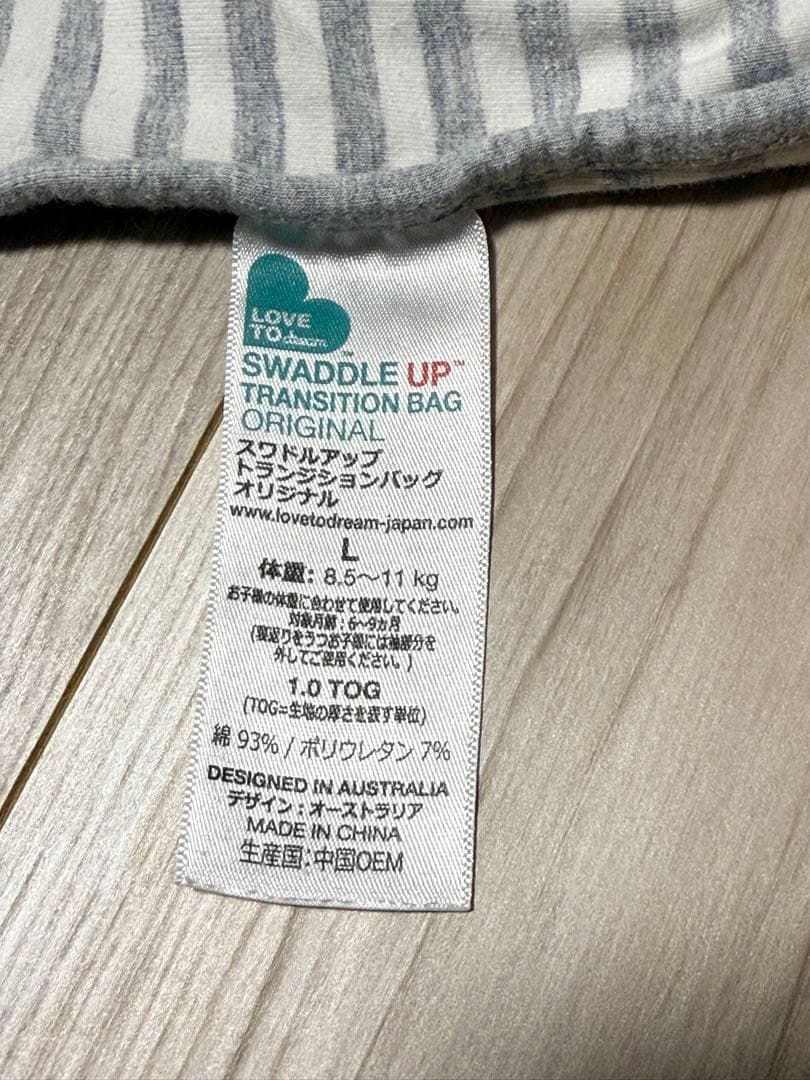 LOVE
TO dream
SWADDLE UP™
TRANSITION BAG
ORIGINAL
スワドルアップ
トランジションバッグ
オリジナル
www.lovetodream-japan.com
L
体重: 8.5〜11 kg
お子様の体重に合わせて使用してください。
対象月齢：6〜9ヵ月
(寝返りをうつお子様には袖部分を
外してご使用ください。)
1.0 TOG
(TOG=生地の厚さを表す単位)
綿 93% / ポリウレタン 7%
DESIGNED IN AUSTRALIA
デザイン：オーストラリア
MADE IN CHINA
生産国：中国OEM